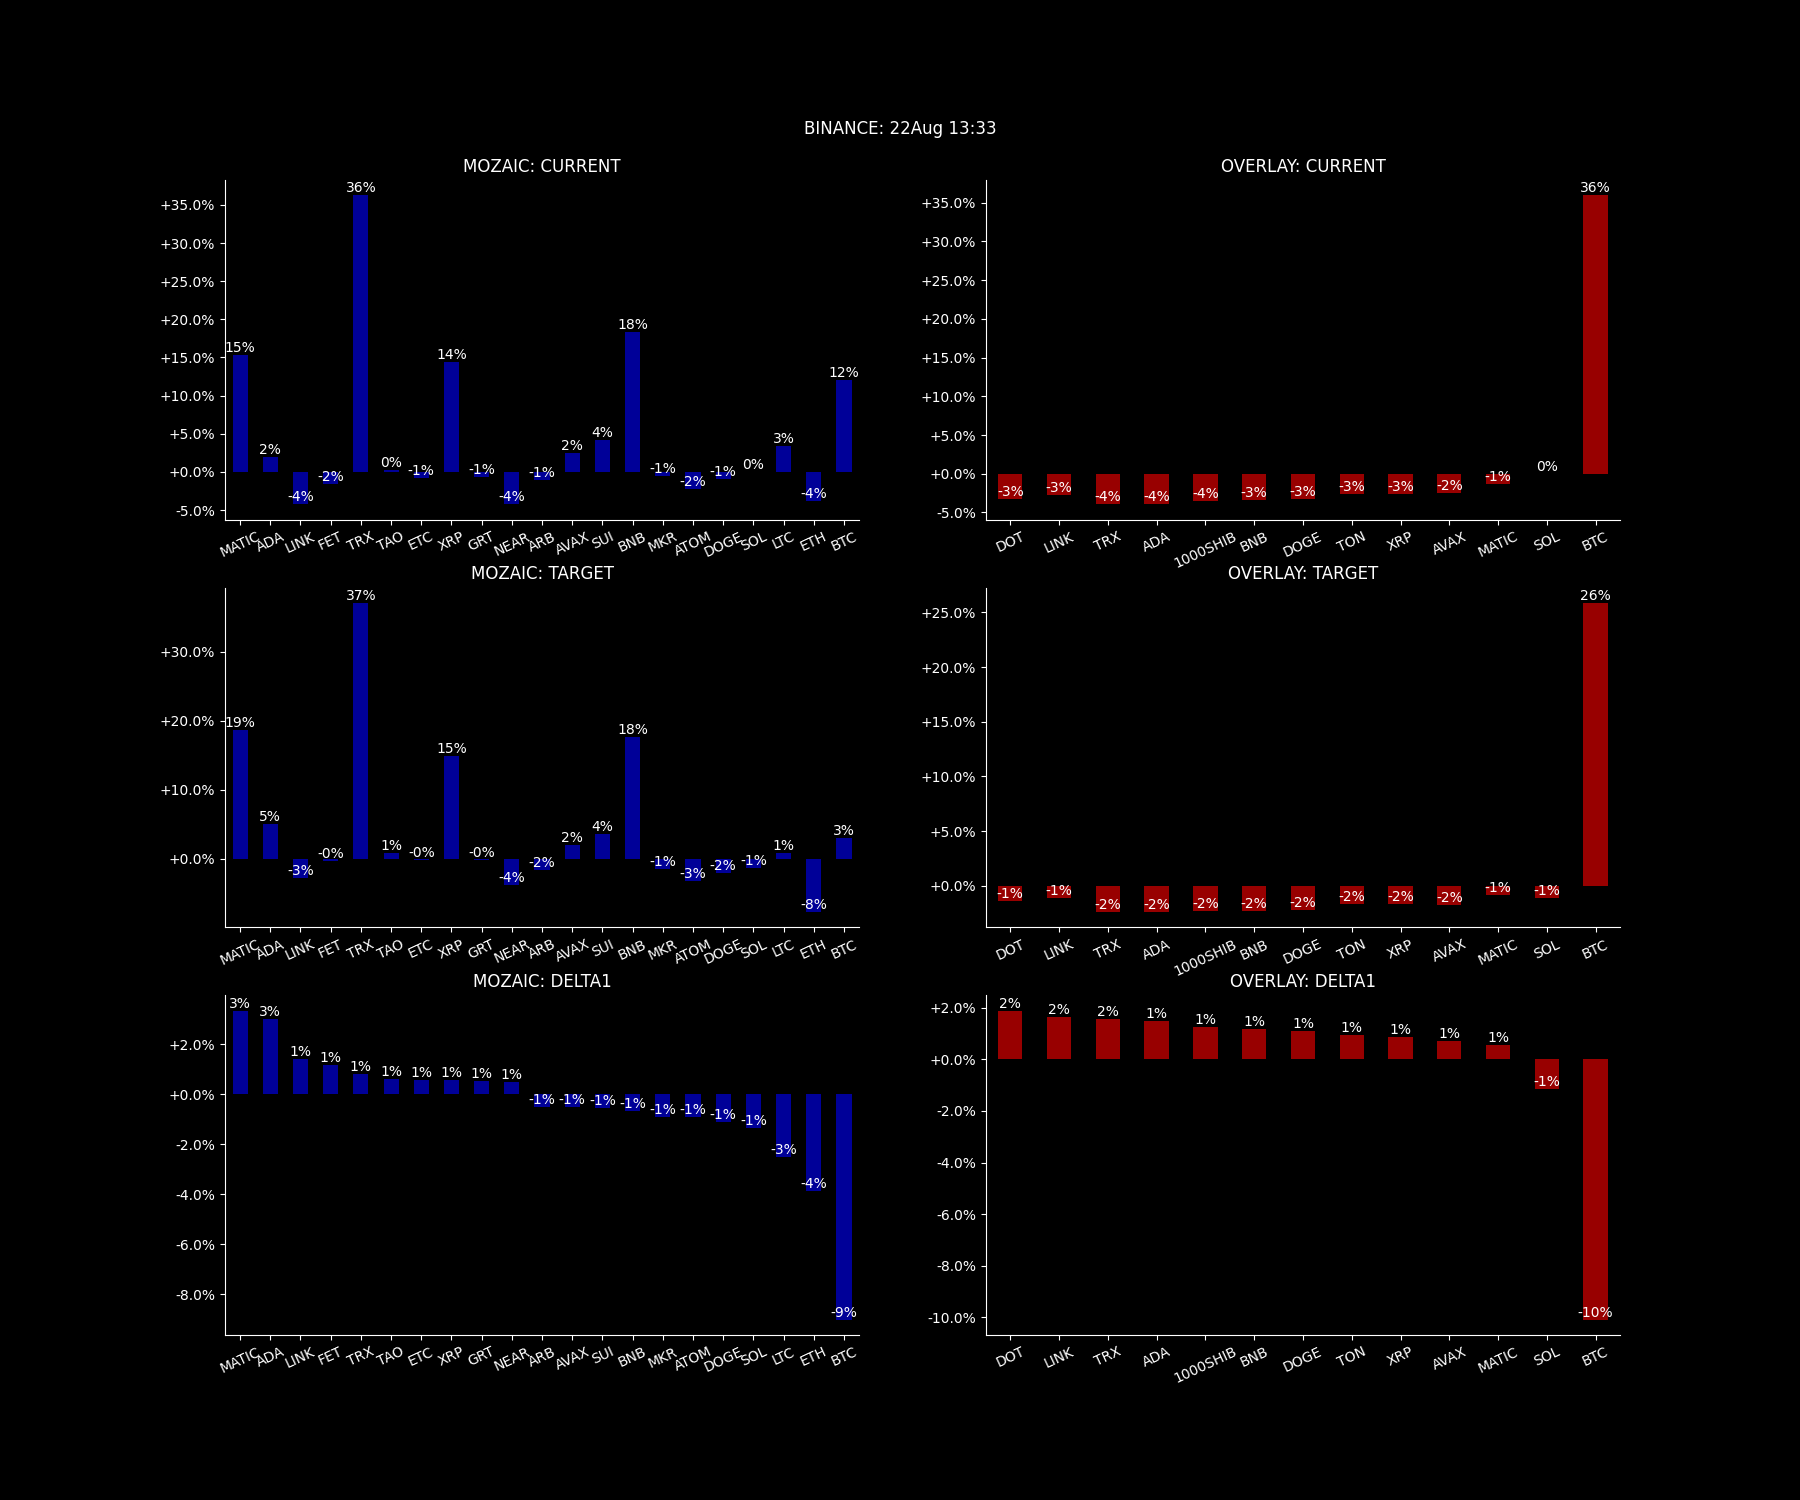 BINANCE: 22Aug 13:33
MOZAIC: CURRENT
+35.0%
+30.0%
+25.0%
+20.0%
+15.0%
+10.0%
+5.0%
+0.0%
-5.0%
15% 2% -4% -2% 36% 0% -1% 14% -1% -4% -1% 2% 4% 18% -1% -2% -1% 0% 3% -4% 12%
MATIC ADA LINK FET TRX TAO ETC XRP GRT NEAR ARB AVAX SUI BNB MKR ATOM DOGE SOL LTC ETH BTC
OVERLAY: CURRENT
+35.0%
+30.0%
+25.0%
+20.0%
+15.0%
+10.0%
+5.0%
+0.0%
-5.0%
-3% -3% -4% -4% -4% -3% -3% -3% -3% -2% -1% 0% 36%
DOT LINK TRX ADA 1000SHIB BNB DOGE TON XRP AVAX MATIC SOL BTC
MOZAIC: TARGET
+30.0%
+20.0%
+10.0%
+0.0%
19% 5% -3% -0% 37% 1% -0% 15% -0% -4% -2% 2% 4% 18% -1% -3% -2% -1% 1% -8% 3%
MATIC ADA LINK FET TRX TAO ETC XRP GRT NEAR ARB AVAX SUI BNB MKR ATOM DOGE SOL LTC ETH BTC
OVERLAY: TARGET
+25.0%
+20.0%
+15.0%
+10.0%
+5.0%
+0.0%
-1% -1% -2% -2% -2% -2% -2% -2% -2% -2% -1% -1% 26%
DOT LINK TRX ADA 1000SHIB BNB DOGE TON XRP AVAX MATIC SOL BTC
MOZAIC: DELTA1
+2.0%
+0.0%
-2.0%
-4.0%
-6.0%
-8.0%
3% 3% 1% 1% 1% 1% 1% 1% 1% 1% -1% -1% -1% -1% -1% -1% -1% -1% -3% -4% -9%
MATIC ADA LINK FET TRX TAO ETC XRP GRT NEAR ARB AVAX SUI BNB MKR ATOM DOGE SOL LTC ETH BTC
OVERLAY: DELTA1
+2.0%
+0.0%
-2.0%
-4.0%
-6.0%
-8.0%
-10.0%
2% 2% 2% 1% 1% 1% 1% 1% 1% 1% 1% -1% -10%
DOT LINK TRX ADA 1000SHIB BNB DOGE TON XRP AVAX MATIC SOL BTC